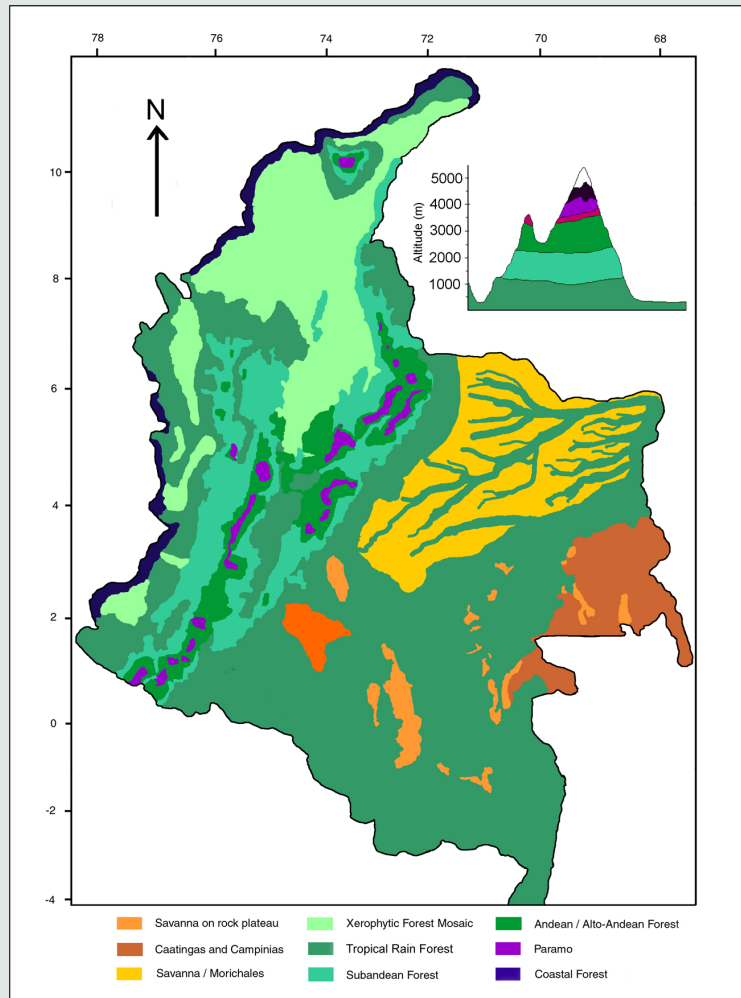 78 76 74 72 70 68
N
10
8
6
4
2
0
-2
-4
Altitude (m)
5000
4000
3000
2000
1000
Savanna on rock plateau
Caatingas and Campinias
Savanna / Morichales
Xerophytic Forest Mosaic
Tropical Rain Forest
Subandean Forest
Andean / Alto-Andean Forest
Paramo
Coastal Forest